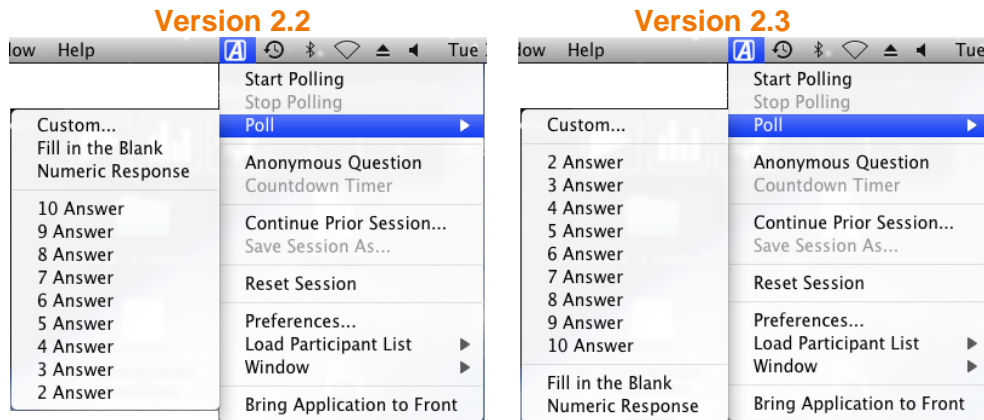 Version 2.2
low Help A Tue
Start Polling
Stop Polling
Poll
Anonymous Question
Countdown Timer
Continue Prior Session...
Save Session As...
Reset Session
Preferences...
Load Participant List
Window
Bring Application to Front
Custom...
Fill in the Blank
Numeric Response
10 Answer
9 Answer
8 Answer
7 Answer
6 Answer
5 Answer
4 Answer
3 Answer
2 Answer
Version 2.3
low Help A Tue
Start Polling
Stop Polling
Poll
Anonymous Question
Countdown Timer
Continue Prior Session...
Save Session As...
Reset Session
Preferences...
Load Participant List
Window
Bring Application to Front
Custom...
2 Answer
3 Answer
4 Answer
5 Answer
6 Answer
7 Answer
8 Answer
9 Answer
10 Answer
Fill in the Blank
Numeric Response